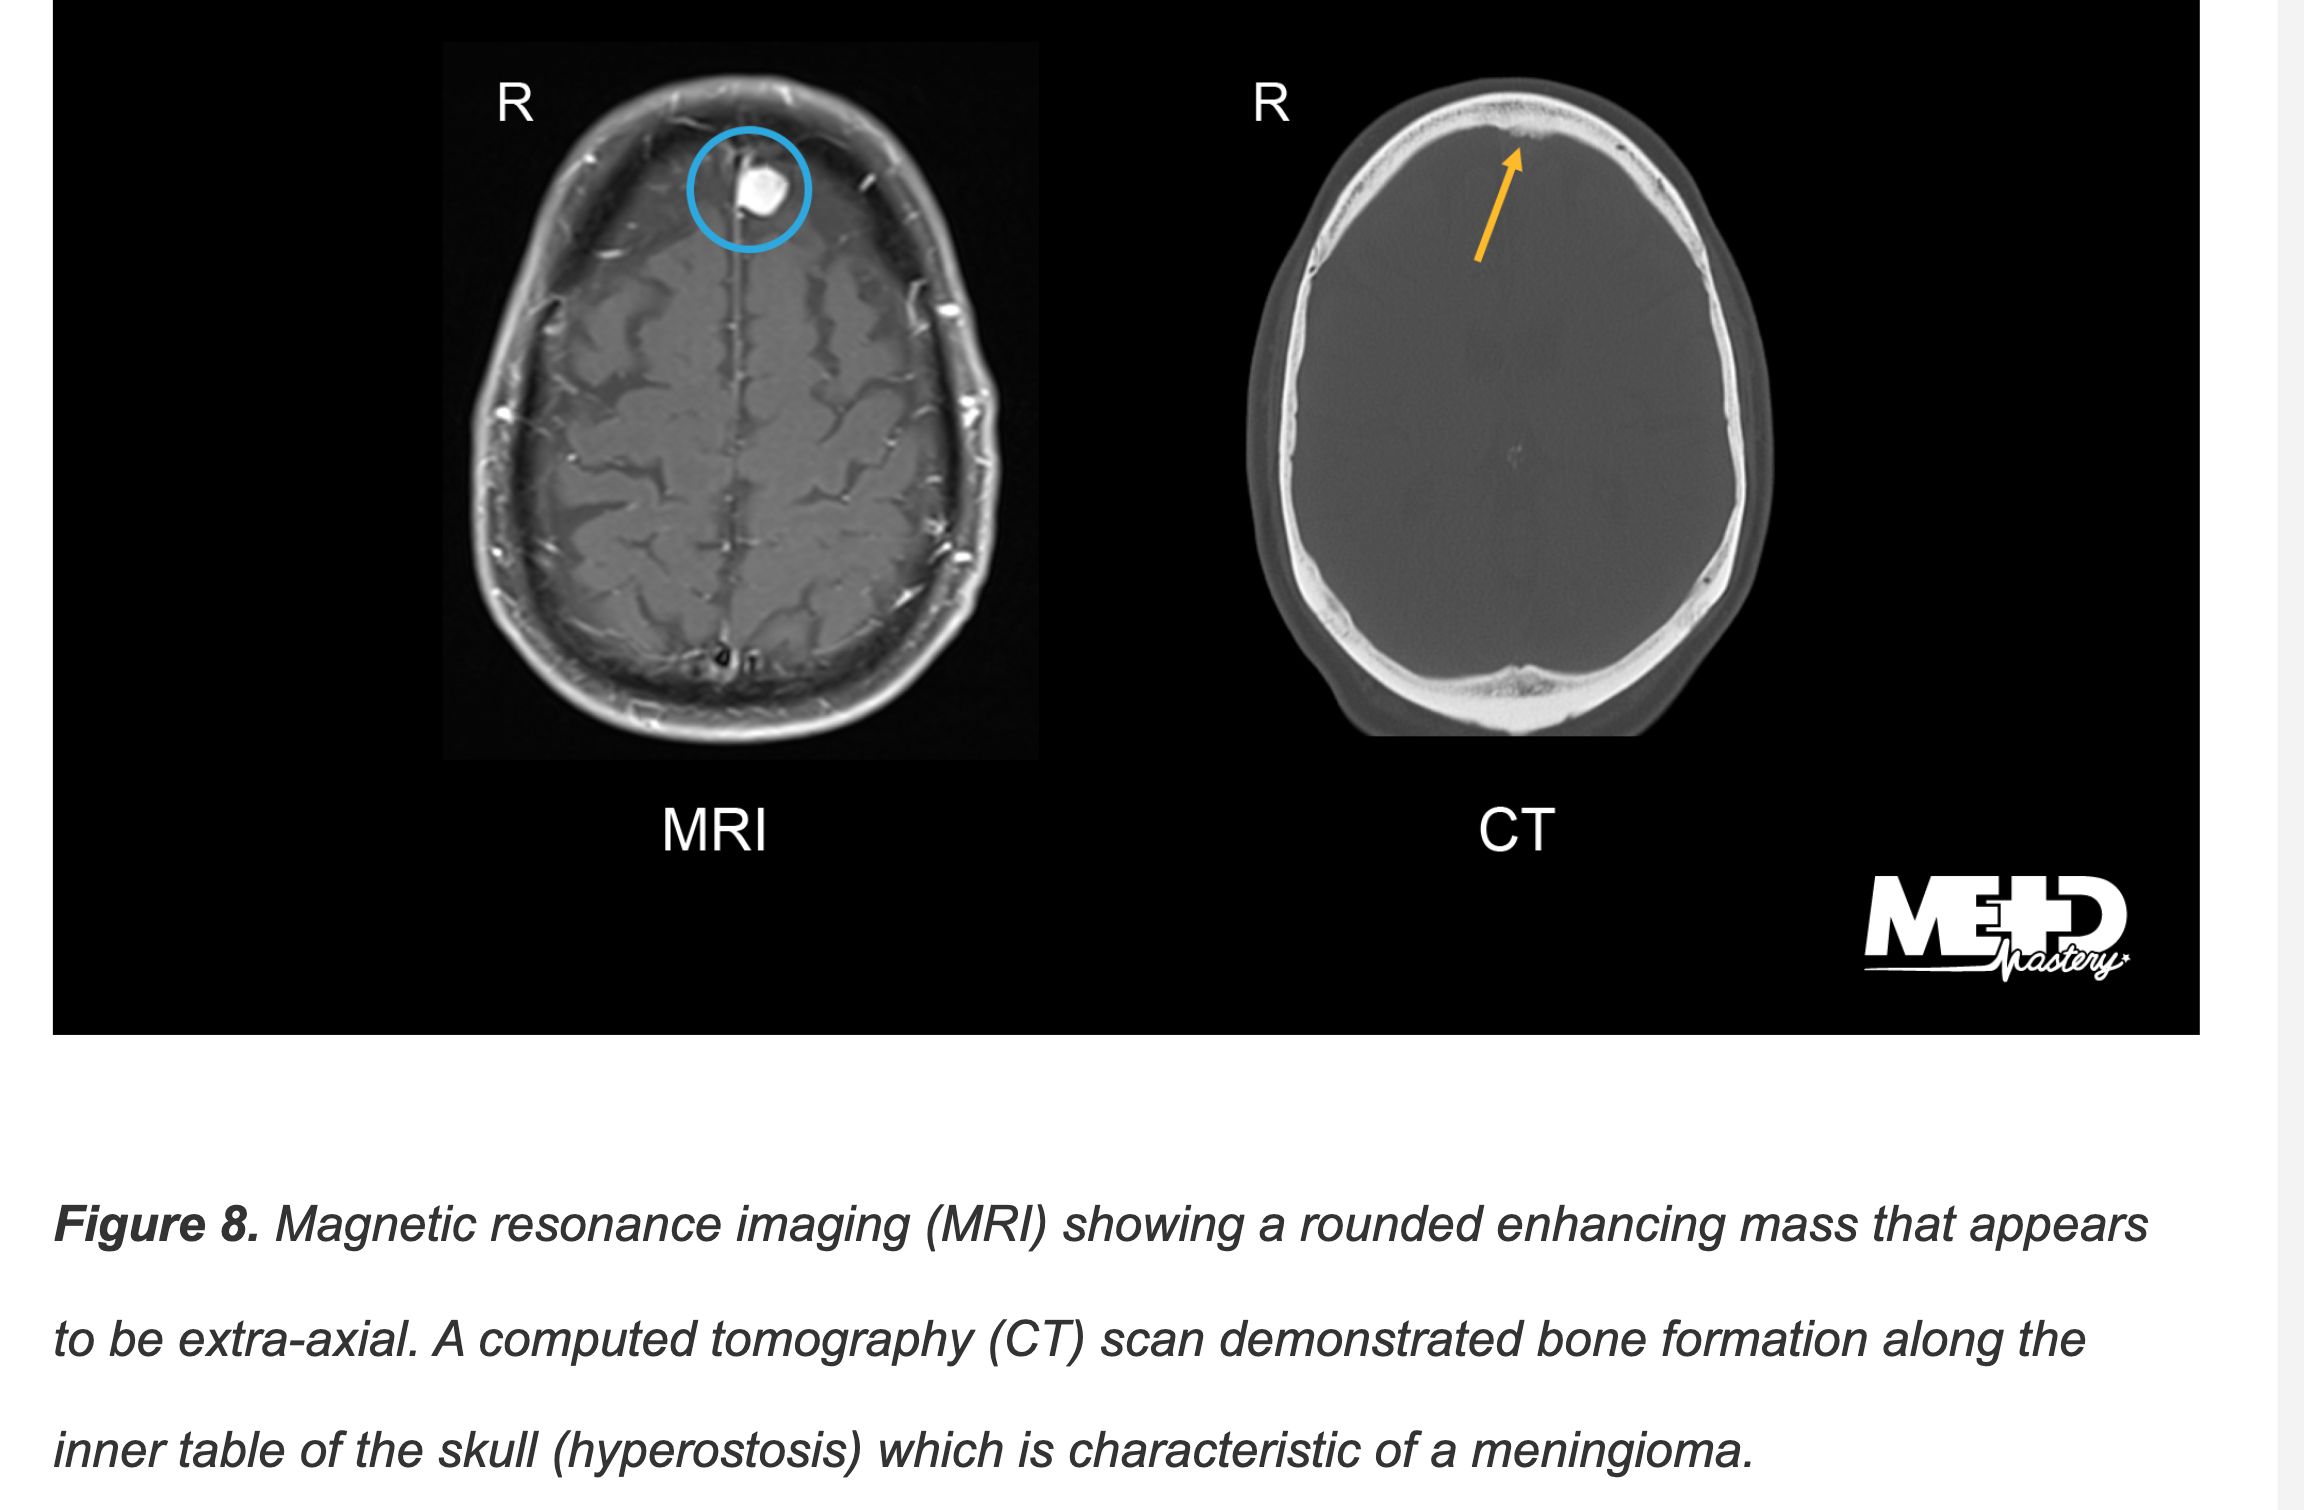 R
R
MRI
CT
MED
Mastery
Figure 8. Magnetic resonance imaging (MRI) showing a rounded enhancing mass that appears
to be extra-axial. A computed tomography (CT) scan demonstrated bone formation along the
inner table of the skull (hyperostosis) which is characteristic of a meningioma.